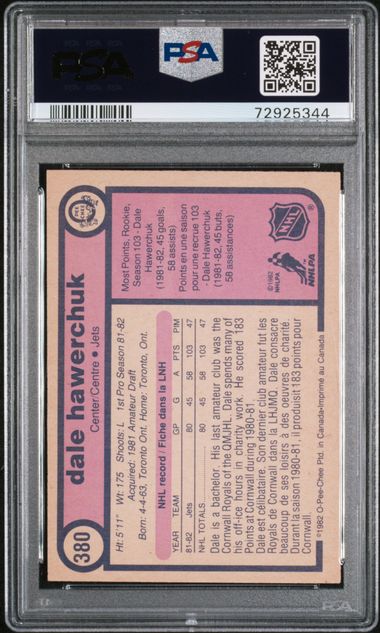 PSA
PSA
72925344
380
dale hawerchuk
Center/Centre • Jets
O-PEE-CHEE
Ht: 5'11" Wt: 175 Shoots: L 1st Pro Season 81-82
Acquired: 1981 Amateur Draft
Born: 4-4-63, Toronto Ont. Home: Toronto, Ont.
NHL record / Fiche dans la LNH
YEAR TEAM GP G A PTS PIM
81-82 Jets 80 45 58 103 47
NHL TOTALS 80 45 58 103 47
Dale is a bachelor. His last amateur club was the
Cornwall Royals of the QMJHL. Dale spends many of
his off-ice hours in charity work. He scored 183
Points at Cornwall during 1980-81.
Dale est célibataire. Son dernier club amateur fut les
Royals de Cornwall dans la LHJMQ. Dale consacre
beaucoup de ses loisirs à des oeuvres de charité.
Durant la saison 1980-81, il produisit 183 points pour
Cornwall.
©1982 O-Pee-Chee Ptd. in Canada-Imprimé au Canada
Most Points, Rookie,
Season 103 - Dale
Hawerchuk
(1981-82, 45 goals,
58 assists)
Points en une saison
pour une recrue 103
- Dale Hawerchuk
(1981-82, 45 buts,
58 assistances)
NHL
®
©1982
NHLPA
NHLPA